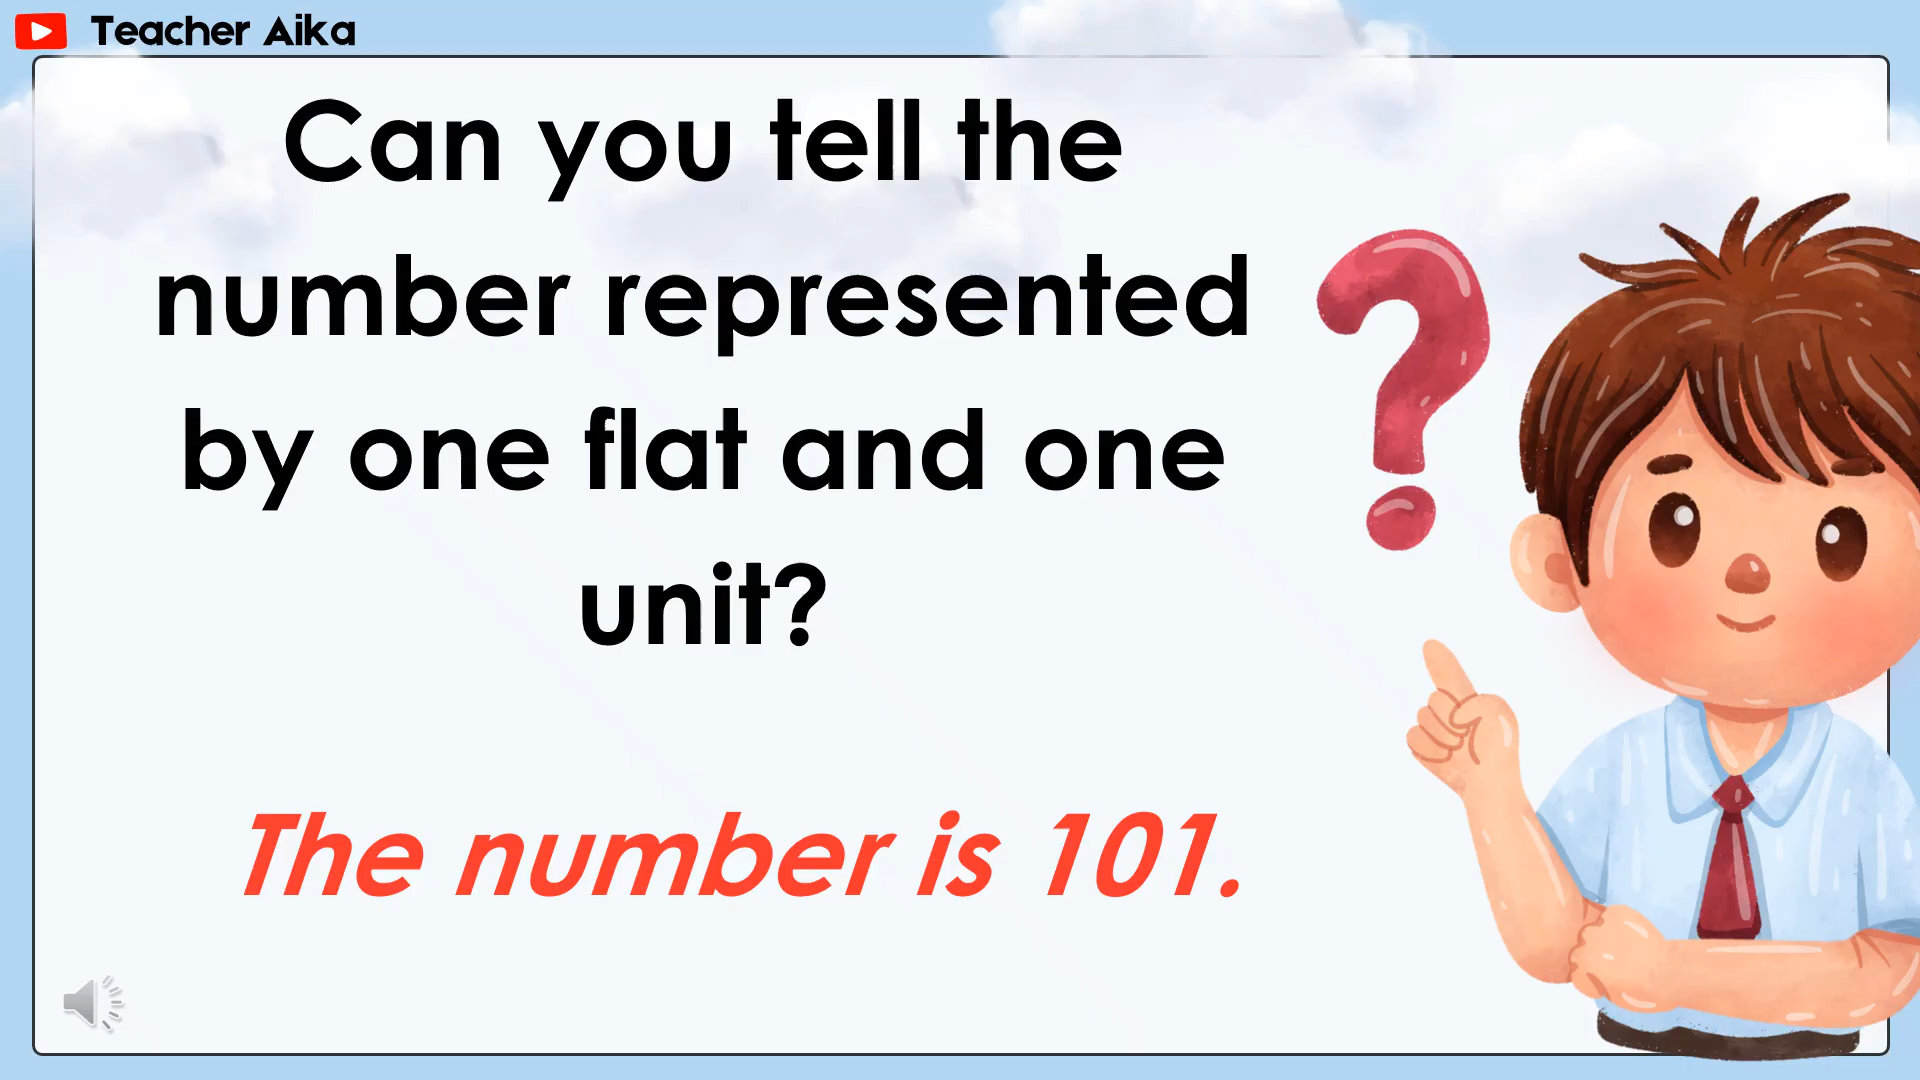 Teacher Aika
Can you tell the
number represented
by one flat and one
unit?
The number is 101.